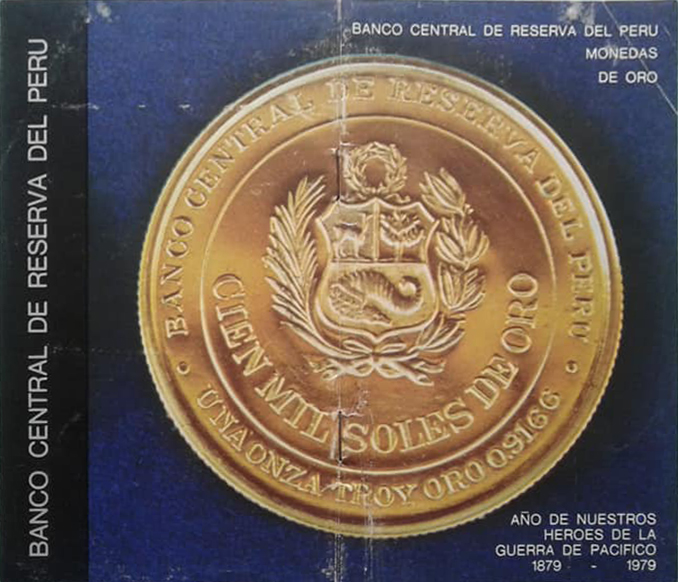 BANCO CENTRAL DE RESERVA DEL PERU
BANCO CENTRAL DE RESERVA DEL PERU
MONEDAS
DE ORO
BANCO CENTRAL DE RESERVA DEL PERU
CIEN MIL SOLES DE ORO
UNA ONZA TROY ORO 0.9166
AÑO DE NUESTROS
HEROES DE LA
GUERRA DE PACIFICO
1879 - 1979